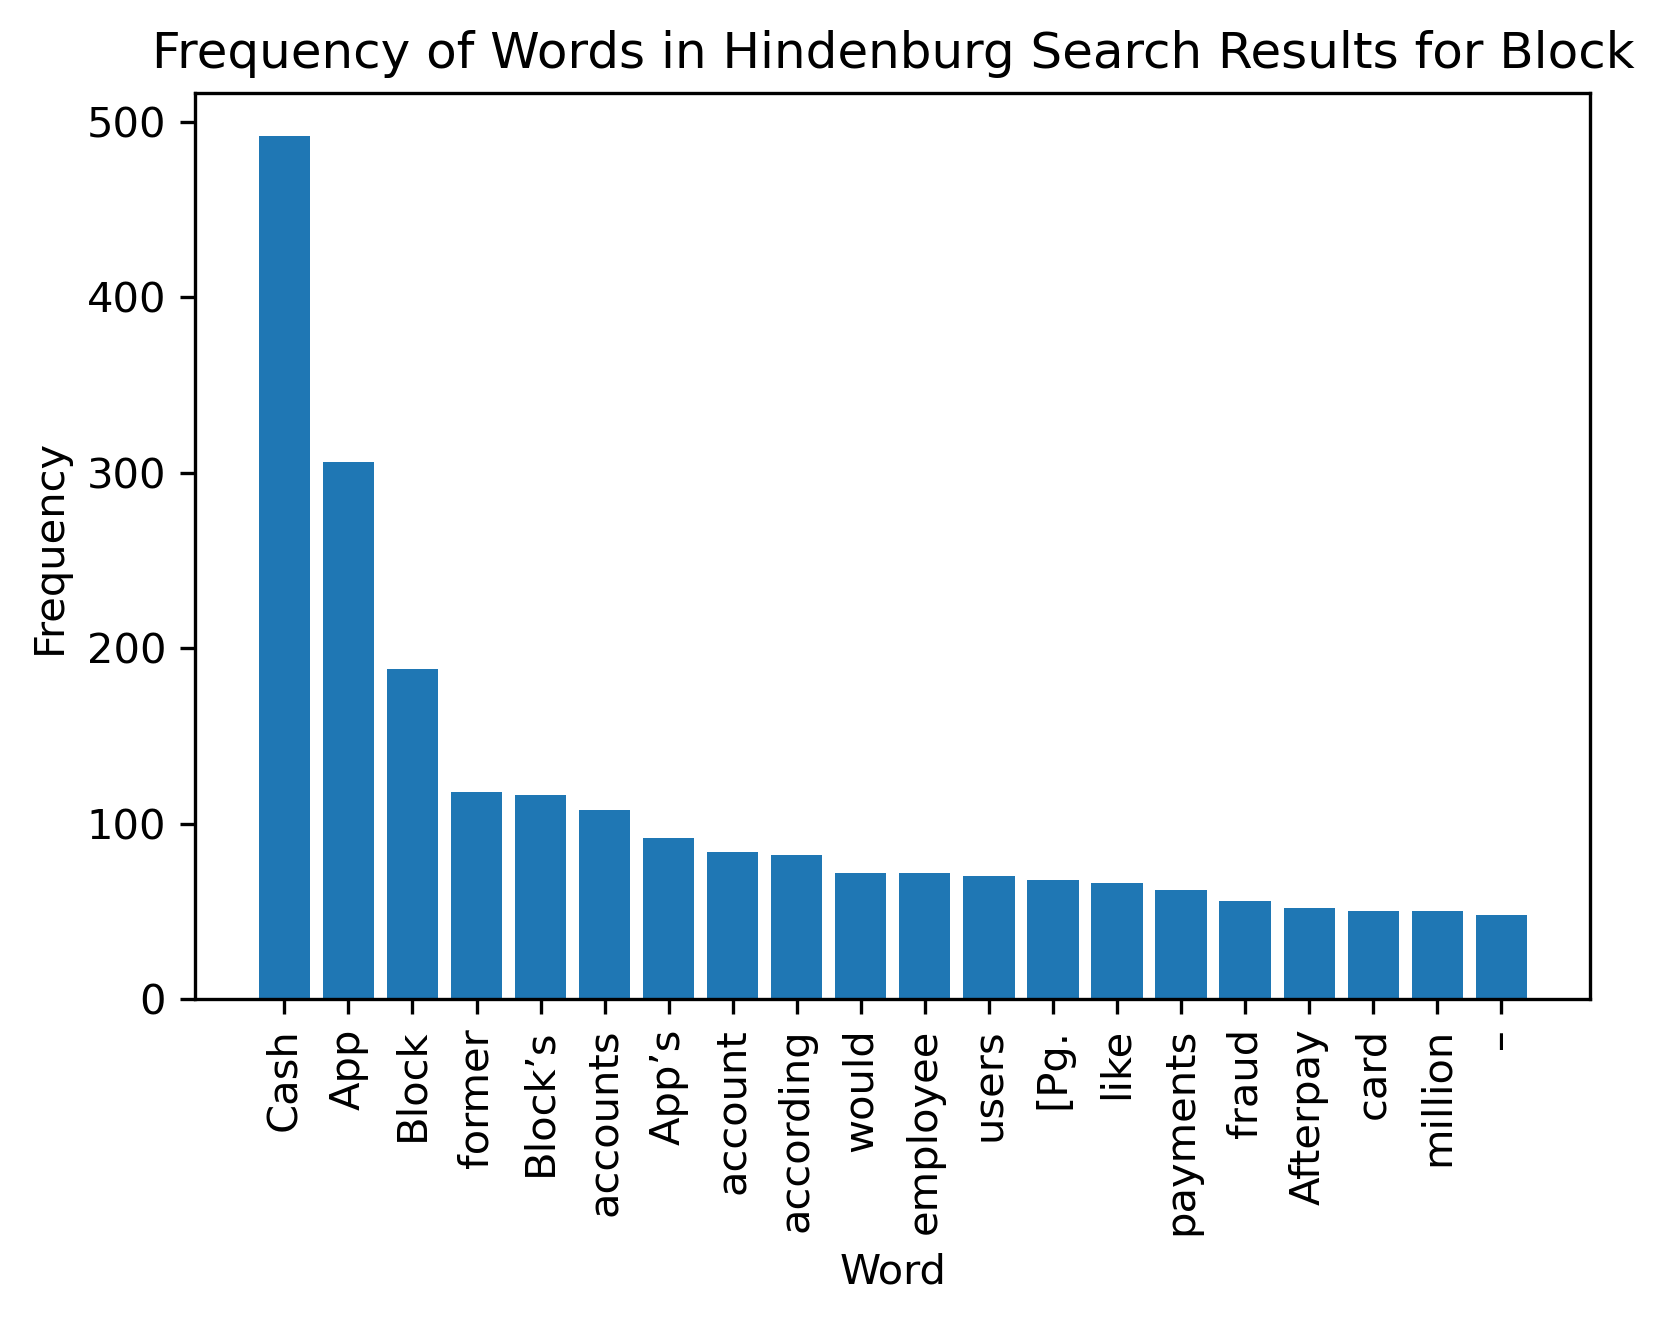 Frequency of Words in Hindenburg Search Results for Block
500
400
300
200
100
0
Frequency
Cash
App
Block
former
Block’s
accounts
App’s
account
according
would
employee
users
[Pg.
like
payments
fraud
Afterpay
card
million
–
Word